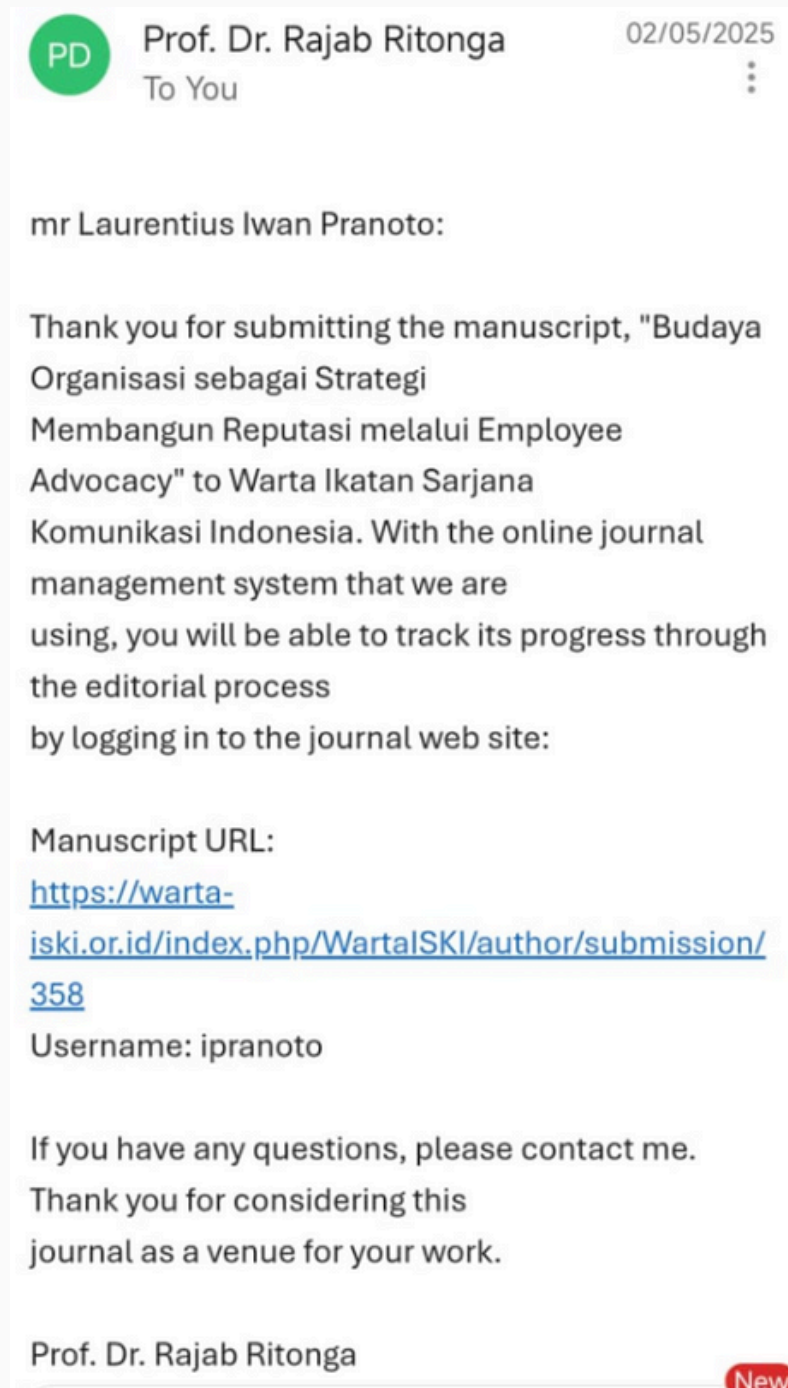 PD
Prof. Dr. Rajab Ritonga
02/05/2025
To You
mr Laurentius Iwan Pranoto:
Thank you for submitting the manuscript, "Budaya
Organisasi sebagai Strategi
Membangun Reputasi melalui Employee
Advocacy" to Warta Ikatan Sarjana
Komunikasi Indonesia. With the online journal
management system that we are
using, you will be able to track its progress through
the editorial process
by logging in to the journal web site:
Manuscript URL:
https://warta-
iski.or.id/index.php/WartaISKI/author/submission/
358
Username: ipranoto
If you have any questions, please contact me.
Thank you for considering this
journal as a venue for your work.
Prof. Dr. Rajab Ritonga
New